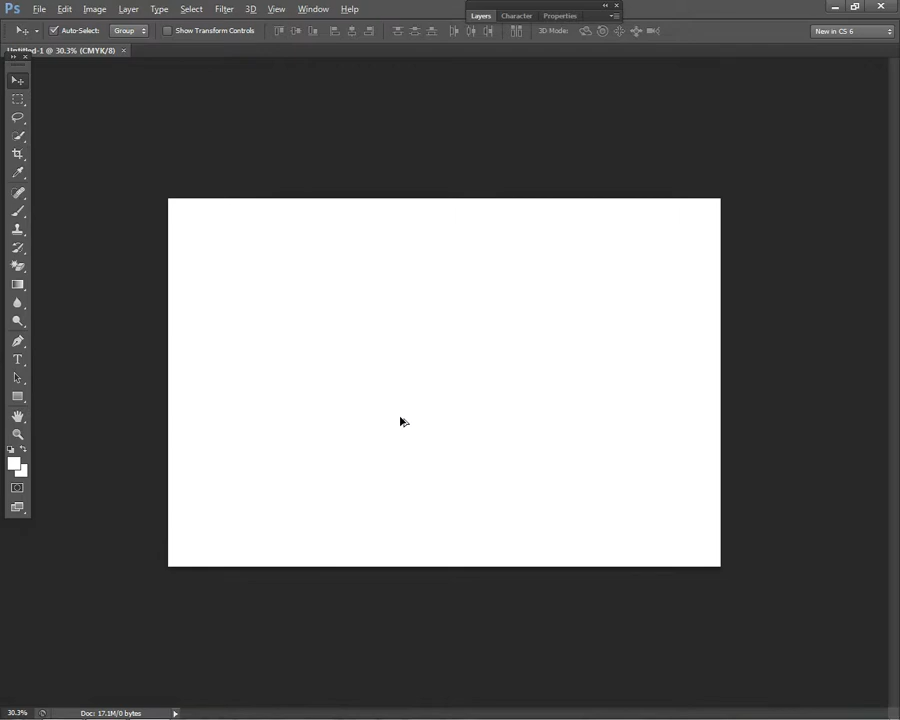 Ps File Edit Image Layer Type Select Filter 3D View Window Help
Layers Character Properties
Auto-Select: Group Show Transform Controls 3D Mode: New in CS 6
Untitled-1 @ 30.3% (CMYK/8) ×
T
30.3% Doc: 17.1M/0 bytes